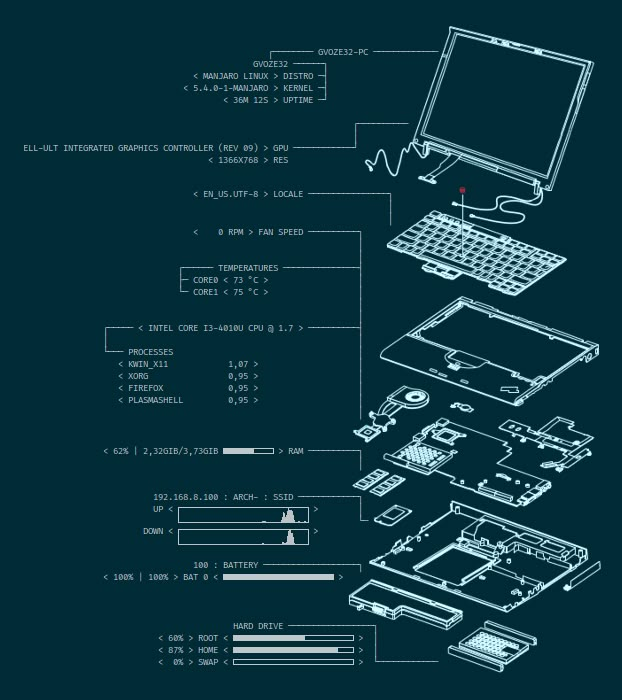 GVOZE32-PC
GVOZE32
< MANJARO LINUX > DISTRO
< 5.4.0-1-MANJARO > KERNEL
< 36M 12S > UPTIME
ELL-ULT INTEGRATED GRAPHICS CONTROLLER (REV 09) > GPU
< 1366X768 > RES
< EN_US.UTF-8 > LOCALE
< 0 RPM > FAN SPEED
TEMPERATURES
CORE0 < 73 °C >
CORE1 < 75 °C >
< INTEL CORE I3-4010U CPU @ 1.7 >
PROCESSES
< KWIN_X11 1,07 >
< XORG 0,95 >
< FIREFOX 0,95 >
< PLASMASHELL 0,95 >
< 62% | 2,32GIB/3,73GIB > RAM
192.168.8.100 : ARCH- : SSID
UP < >
DOWN < >
100 : BATTERY
< 100% | 100% > BAT 0 < >
HARD DRIVE
< 60% > ROOT < >
< 87% > HOME < >
< 0% > SWAP < >